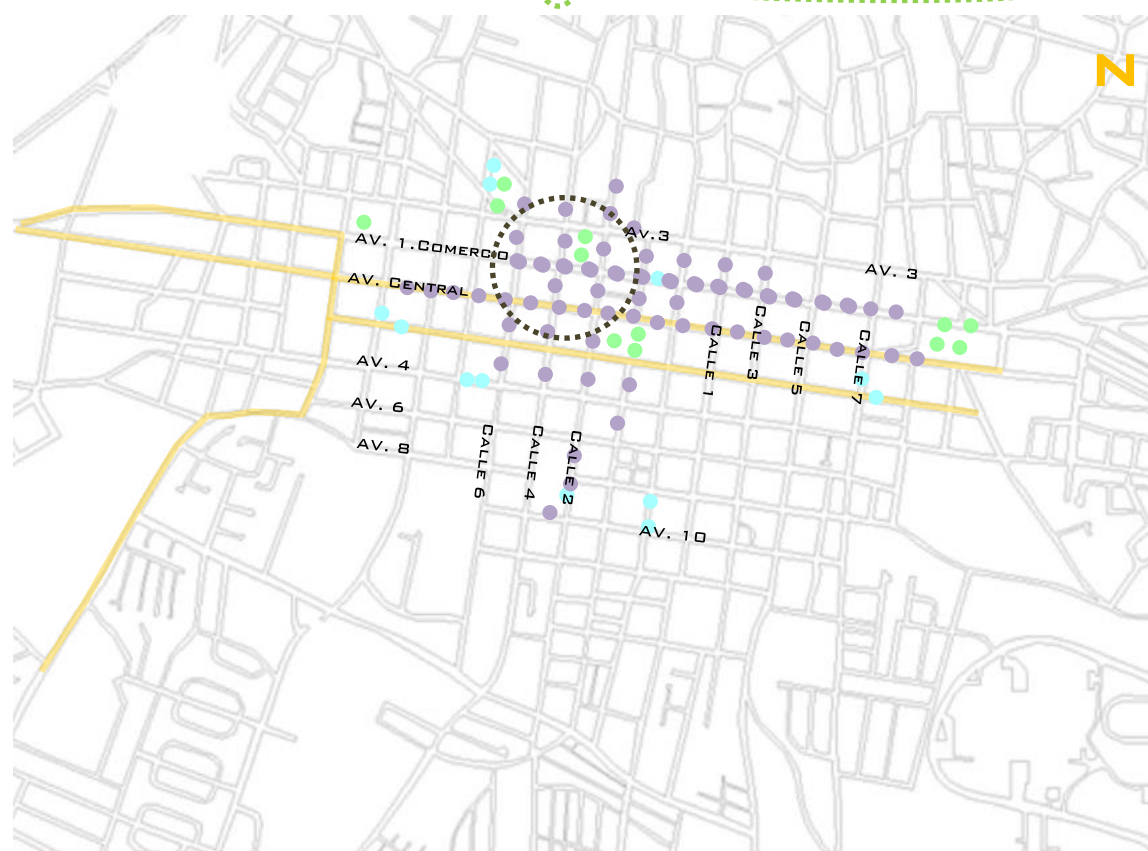 N
Av.3
Av. 1.Comercio
Av. 3
Av. Central
Calle 1
Calle 3
Calle 5
Calle 7
Av. 4
Av. 6
Av. 8
Calle 6
Calle 4
Calle 2
Av. 10